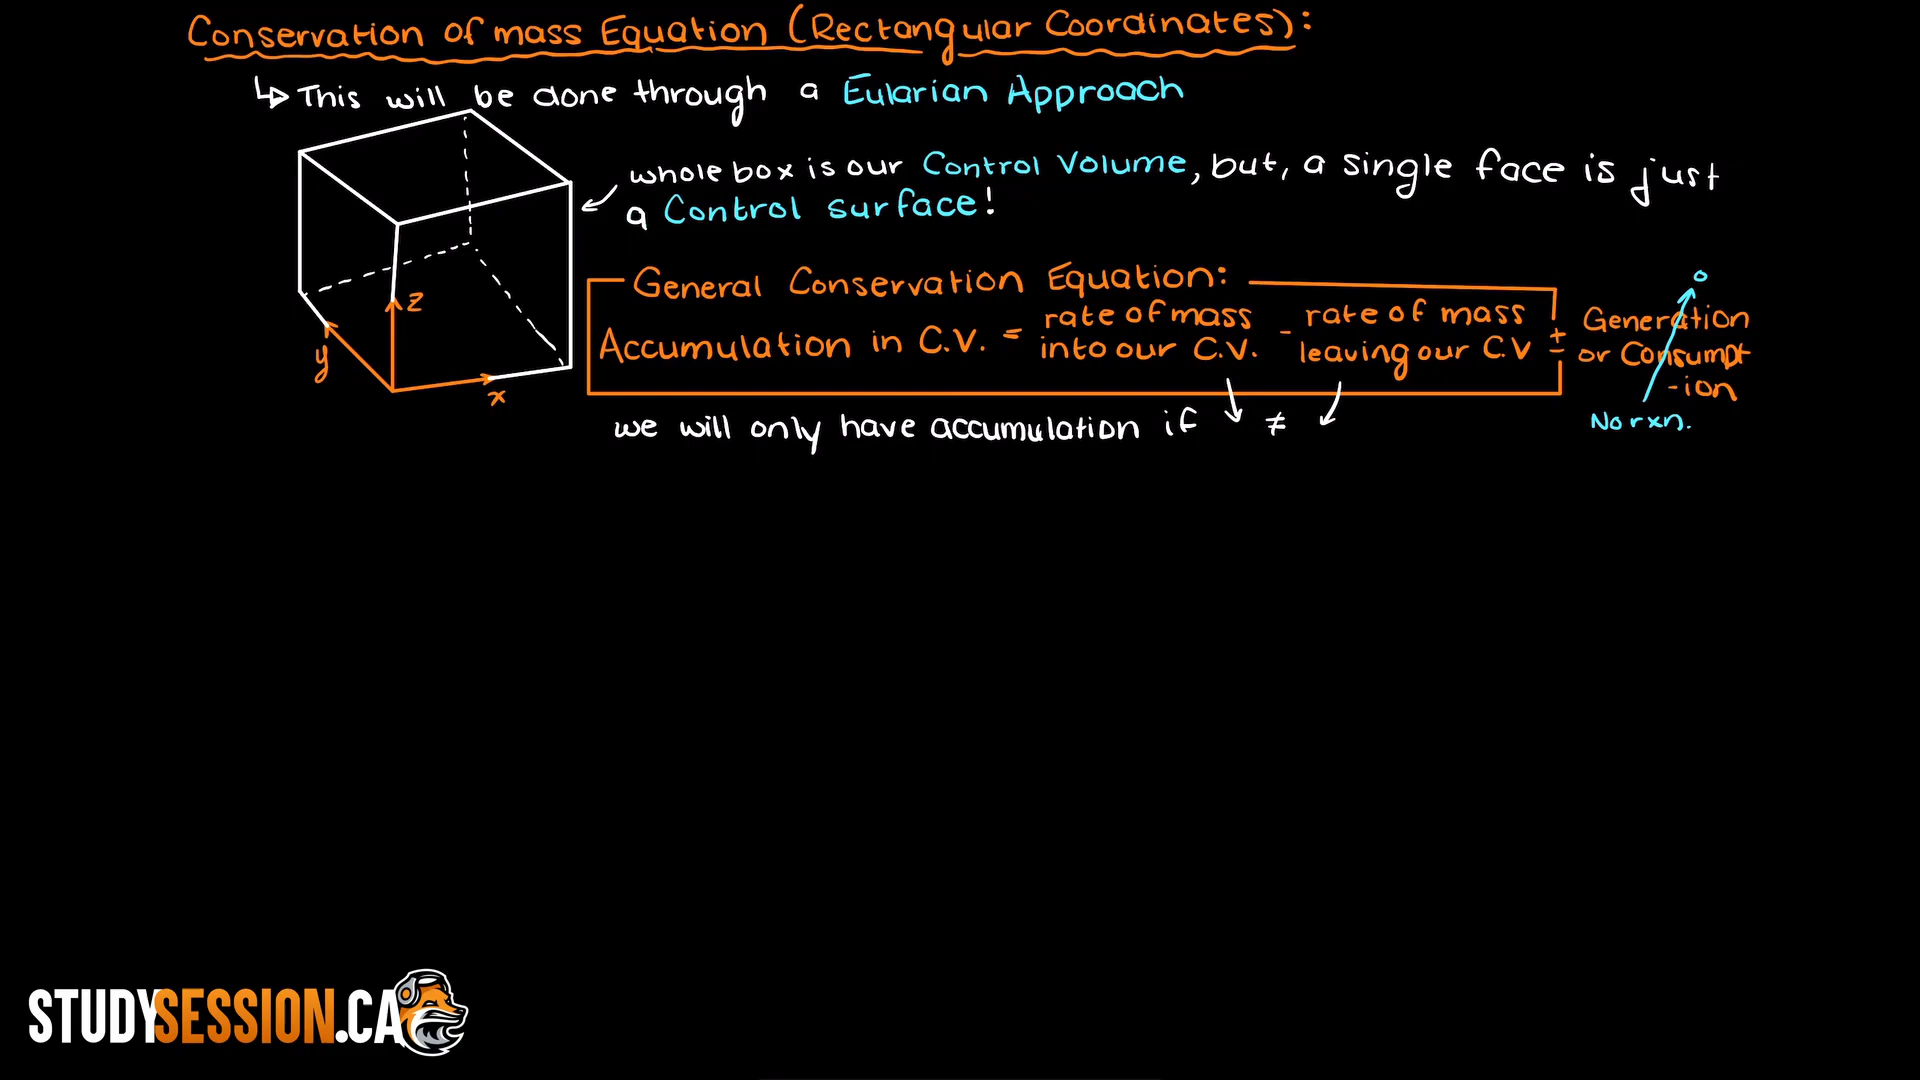 Conservation of mass Equation (Rectangular Coordinates):
↳ This will be done through a Eularian Approach
whole box is our Control Volume, but, a single face is just
a Control surface!
General Conservation Equation:
Accumulation in C.V. = rate of mass into our C.V. - rate of mass leaving our C.V ± Generation or Consumpt-ion
o
No rxn.
we will only have accumulation if ↓ ≠ ↓
z
y
x
STUDYSESSION.CA